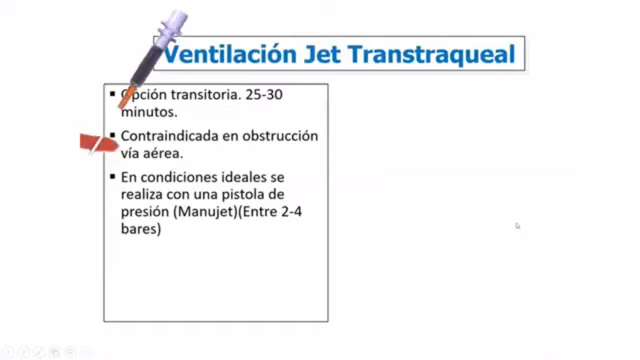 Ventilación Jet Transtraqueal
Opción transitoria. 25-30
minutos.
Contraindicada en obstrucción
vía aérea.
En condiciones ideales se
realiza con una pistola de
presión (Manujet)(Entre 2-4
bares)